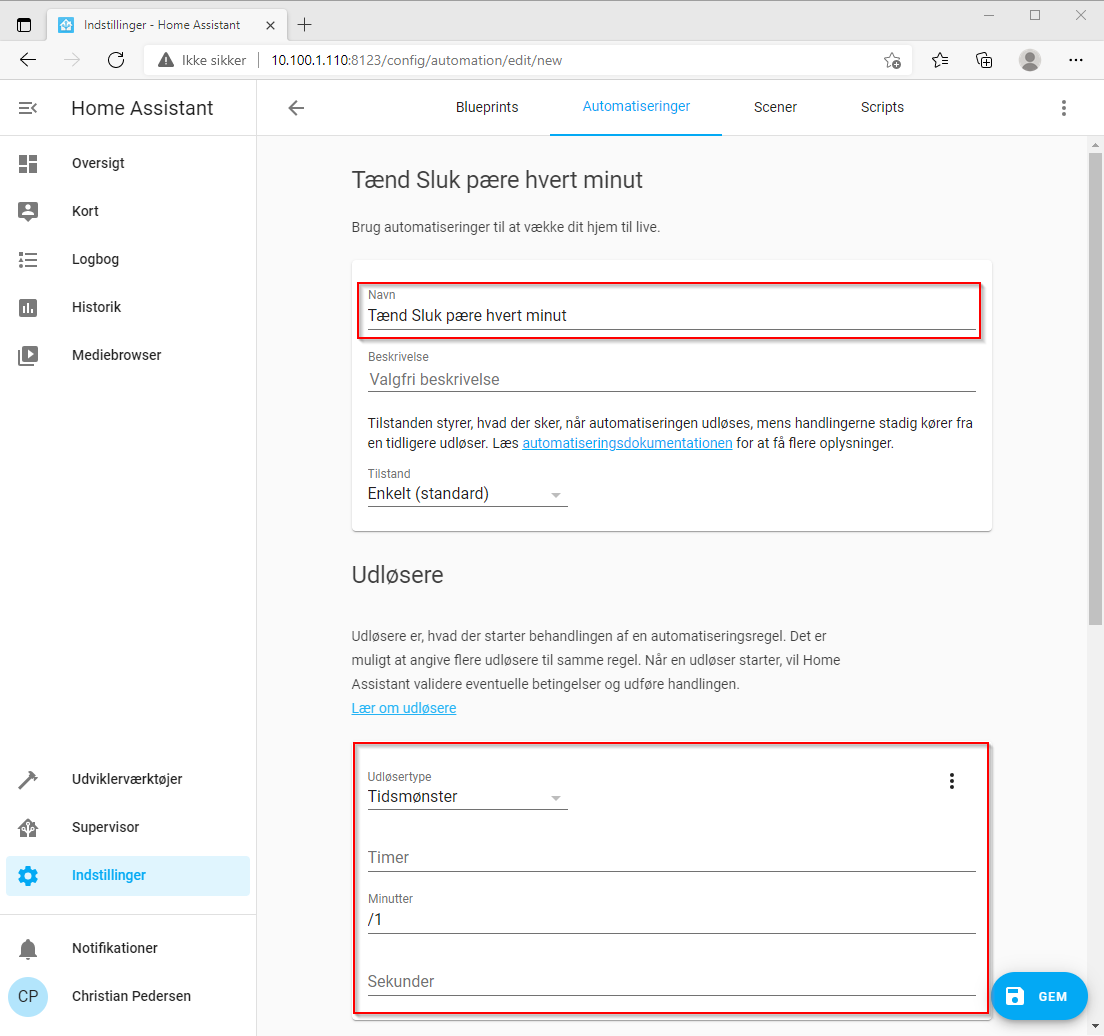 Indstillinger - Home Assistant
Ikke sikker
10.100.1.110:8123/config/automation/edit/new
Home Assistant
Blueprints
Automatiseringer
Scener
Scripts
Oversigt
Kort
Logbog
Historik
Mediebrowser
Udviklerværktøjer
Supervisor
Indstillinger
Notifikationer
CP
Christian Pedersen
Tænd Sluk pære hvert minut
Brug automatiseringer til at vække dit hjem til live.
Navn
Tænd Sluk pære hvert minut
Beskrivelse
Valgfri beskrivelse
Tilstanden styrer, hvad der sker, når automatiseringen udløses, mens handlingerne stadig kører fra
en tidligere udløser. Læs automatiseringsdokumentationen for at få flere oplysninger.
Tilstand
Enkelt (standard)
Udløsere
Udløsere er, hvad der starter behandlingen af en automatiseringsregel. Det er
muligt at angive flere udløsere til samme regel. Når en udløser starter, vil Home
Assistant validere eventuelle betingelser og udføre handlingen.
Lær om udløsere
Udløsertype
Tidsmønster
Timer
Minutter
/1
Sekunder
GEM